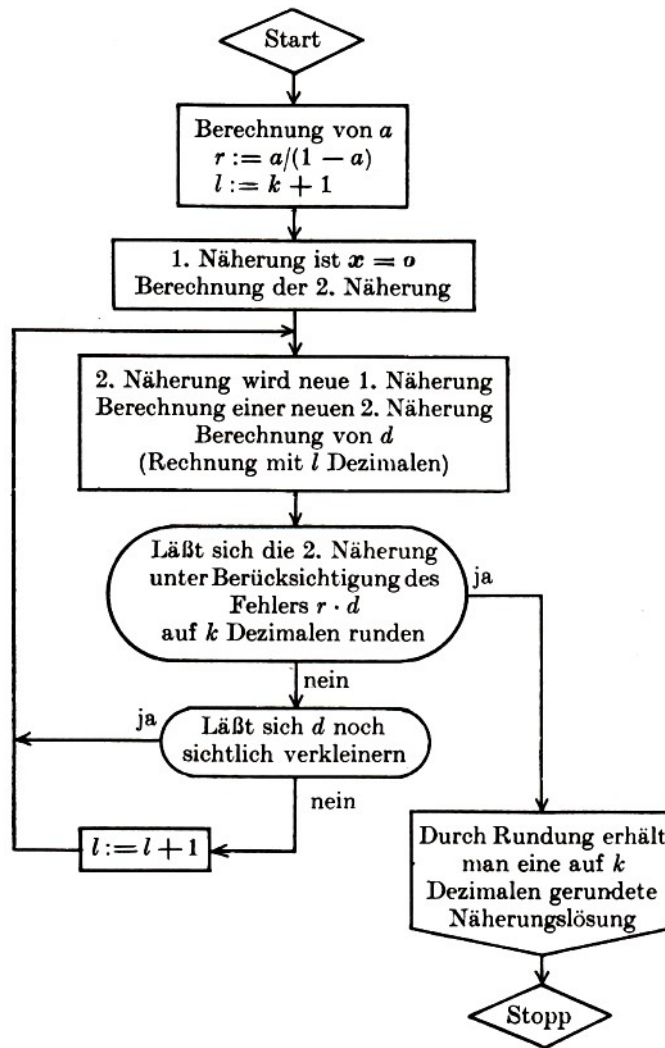 Start
Berechnung von a
r := a/(1 − a)
l := k + 1
1. Näherung ist x = o
Berechnung der 2. Näherung
2. Näherung wird neue 1. Näherung
Berechnung einer neuen 2. Näherung
Berechnung von d
(Rechnung mit l Dezimalen)
Läßt sich die 2. Näherung
unter Berücksichtigung des
Fehlers r · d
auf k Dezimalen runden
ja
nein
Läßt sich d noch
sichtlich verkleinern
ja
nein
l := l + 1
Durch Rundung erhält
man eine auf k
Dezimalen gerundete
Näherungslösung
Stopp